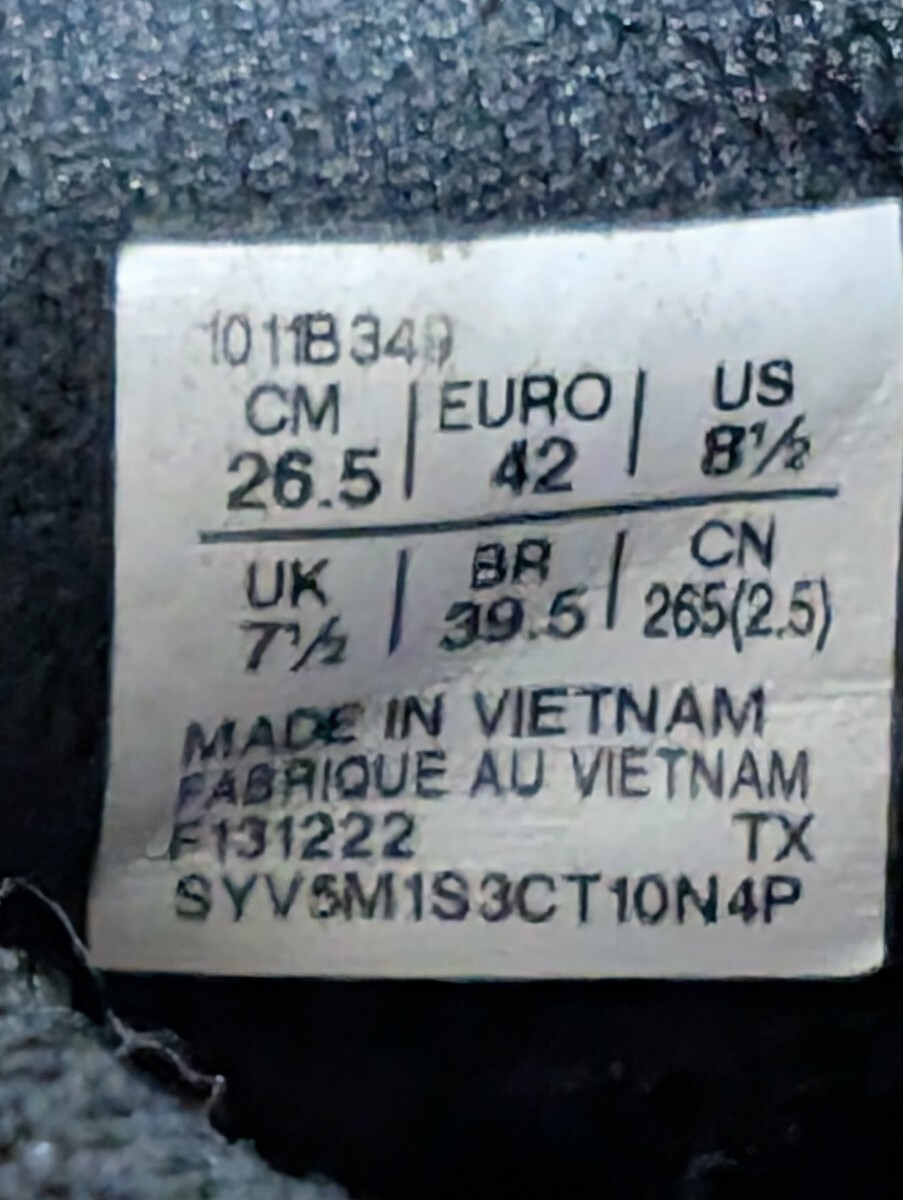 1011B349
CM | EURO | US
26.5 | 42 | 8½
UK | BR | CN
7½ | 39.5 | 265(2.5)
MADE IN VIETNAM
FABRIQUE AU VIETNAM
F131222 TX
SYV5M1S3CT10N4P